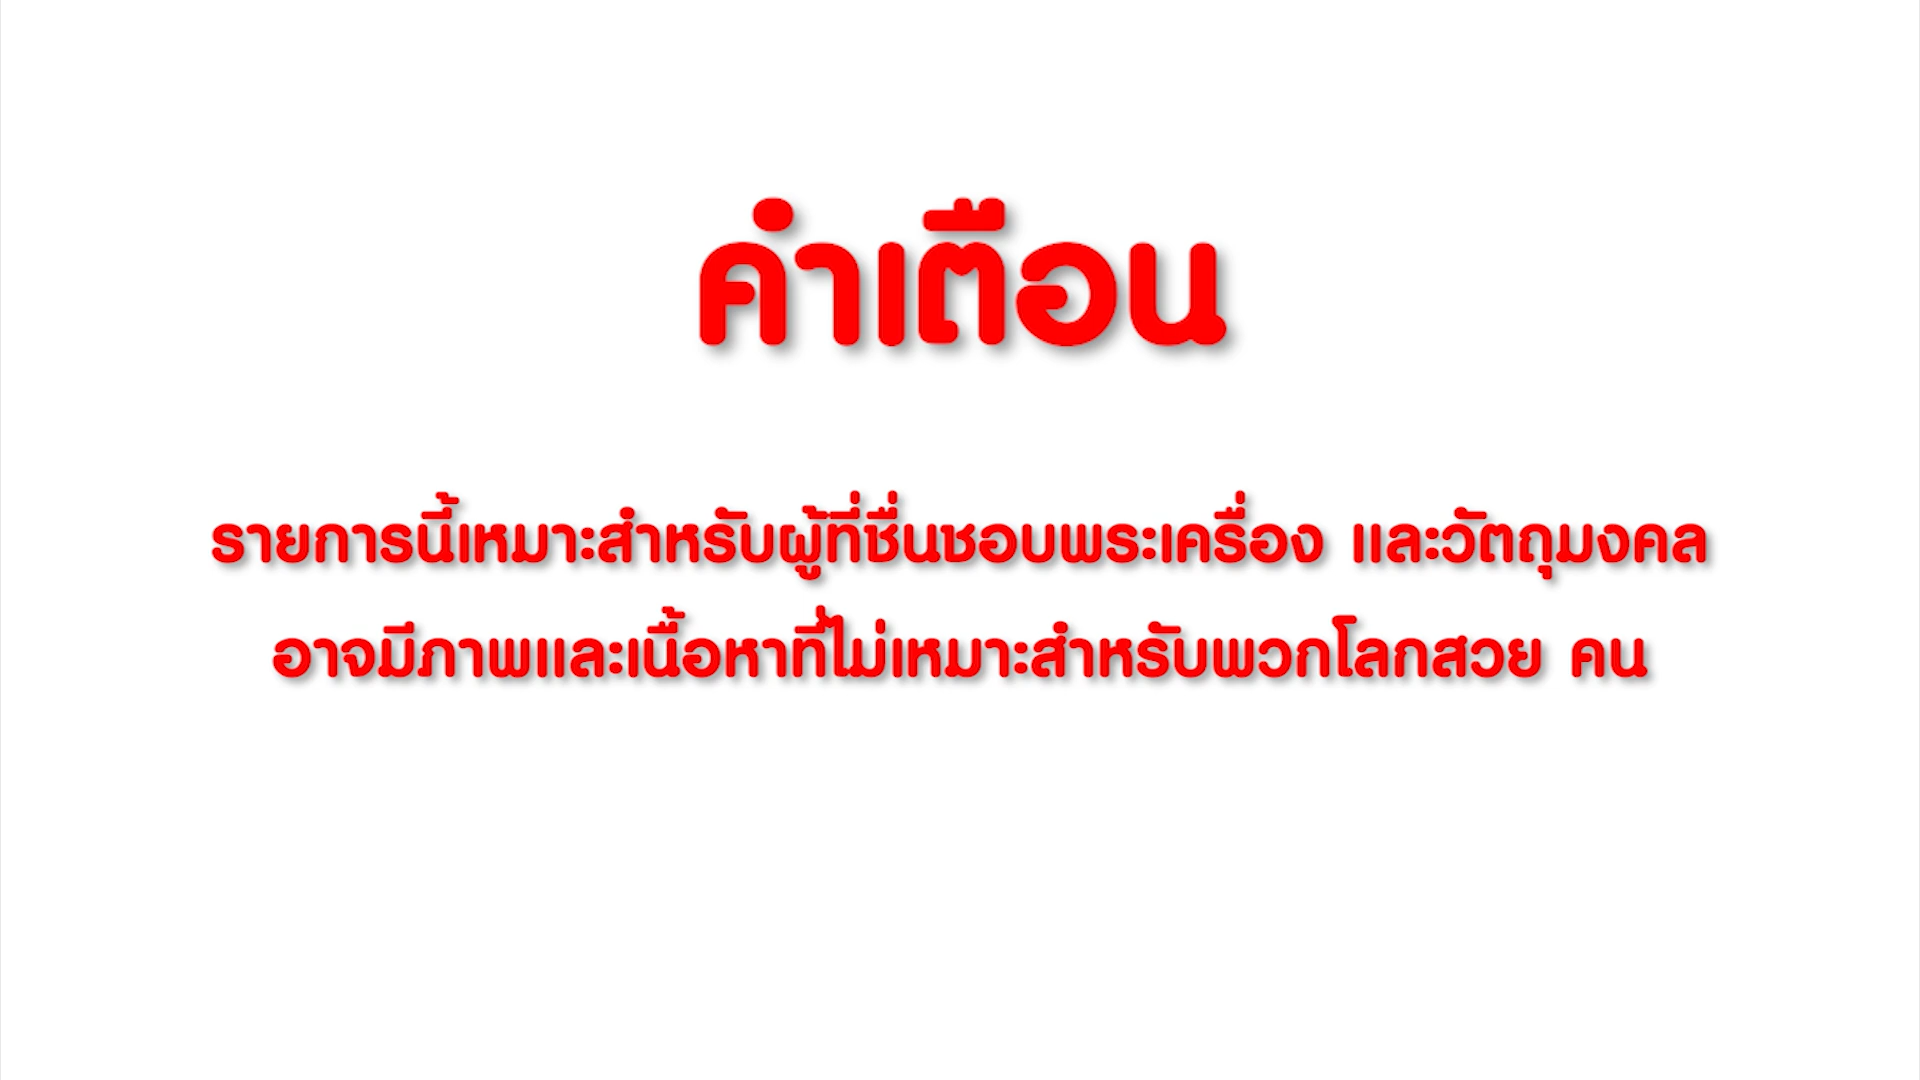 คำเตือน
รายการนี้เหมาะสำหรับผู้ที่ชื่นชอบพระเครื่อง และวัตถุมงคล
อาจมีภาพและเนื้อหาที่ไม่เหมาะสำหรับพวกโลกสวย คน